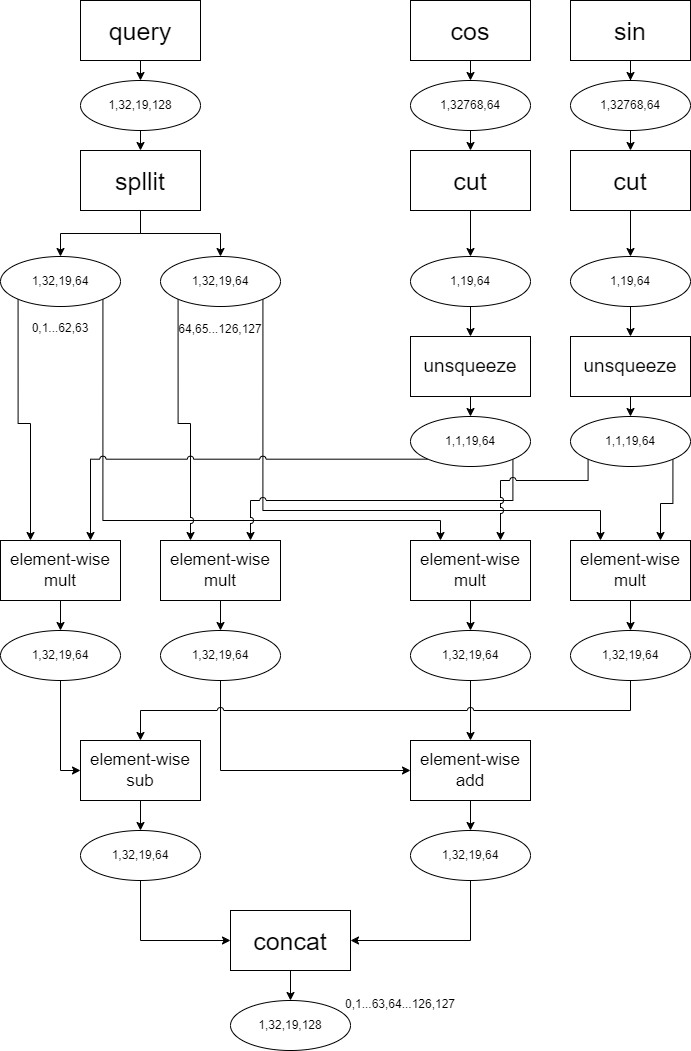 query
cos
sin
1,32,19,128
1,32768,64
1,32768,64
spllit
cut
cut
1,32,19,64
1,32,19,64
1,19,64
1,19,64
0,1...62,63
64,65...126,127
unsqueeze
unsqueeze
1,1,19,64
1,1,19,64
element-wise
mult
element-wise
mult
element-wise
mult
element-wise
mult
1,32,19,64
1,32,19,64
1,32,19,64
1,32,19,64
element-wise
sub
element-wise
add
1,32,19,64
1,32,19,64
concat
0,1...63,64...126,127
1,32,19,128